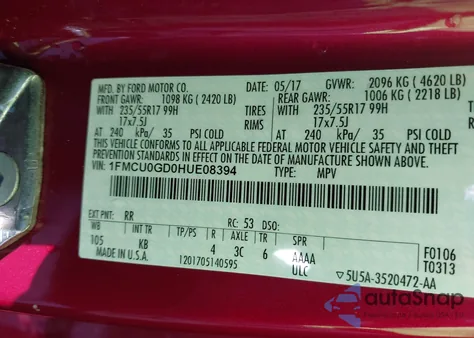 MFD. BY FORD MOTOR CO. DATE: 05/17 GVWR: 2096 KG ( 4620 LB)
FRONT GAWR: 1098 KG ( 2420 LB) REAR GAWR: 1006 KG ( 2218 LB)
WITH 235/55R17 99H TIRES WITH 235/55R17 99H
17x7.5J RIMS 17x7.5J
AT 240 kPa/ 35 PSI COLD AT 240 kPa/ 35 PSI COLD
THIS VEHICLE CONFORMS TO ALL APPLICABLE FEDERAL MOTOR VEHICLE SAFETY, BUMPER, AND THEFT PREVENTION STANDARDS IN EFFECT ON THE DATE OF MANUFACTURE SHOWN ABOVE.
VIN: 1FMCU0GD0HUE08394
TYPE: MPV
EXT PNT: RR RC: 53 DSO:
WB INT TR TP/PS R AXLE TR SPR
105 KB 4 3C 6 AAAA F0106
MADE IN U.S.A. 1201705140595 ULC T0313
▽5U5A-3520472-AA
autoSnap